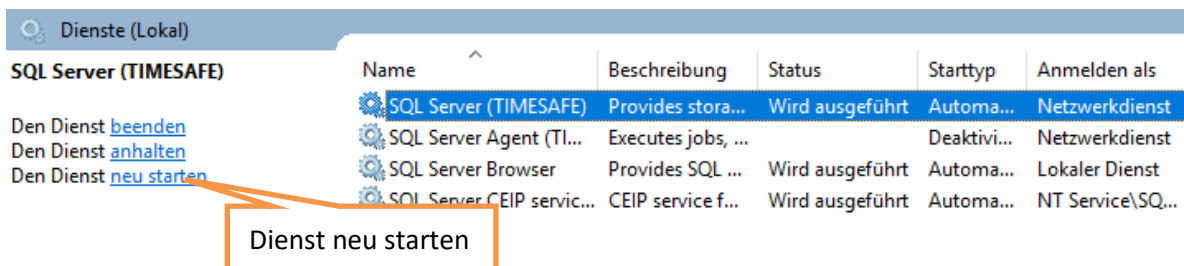 Dienste (Lokal)
SQL Server (TIMESAFE)
Den Dienst beenden
Den Dienst anhalten
Den Dienst neu starten
Name Beschreibung Status Starttyp Anmelden als
SQL Server (TIMESAFE) Provides stora... Wird ausgeführt Automa... Netzwerkdienst
SQL Server Agent (TI... Executes jobs, ... Deaktivi... Netzwerkdienst
SQL Server Browser Provides SQL ... Wird ausgeführt Automa... Lokaler Dienst
SQL Server CEIP servic... CEIP service f... Wird ausgeführt Automa... NT Service\SQ...
Dienst neu starten